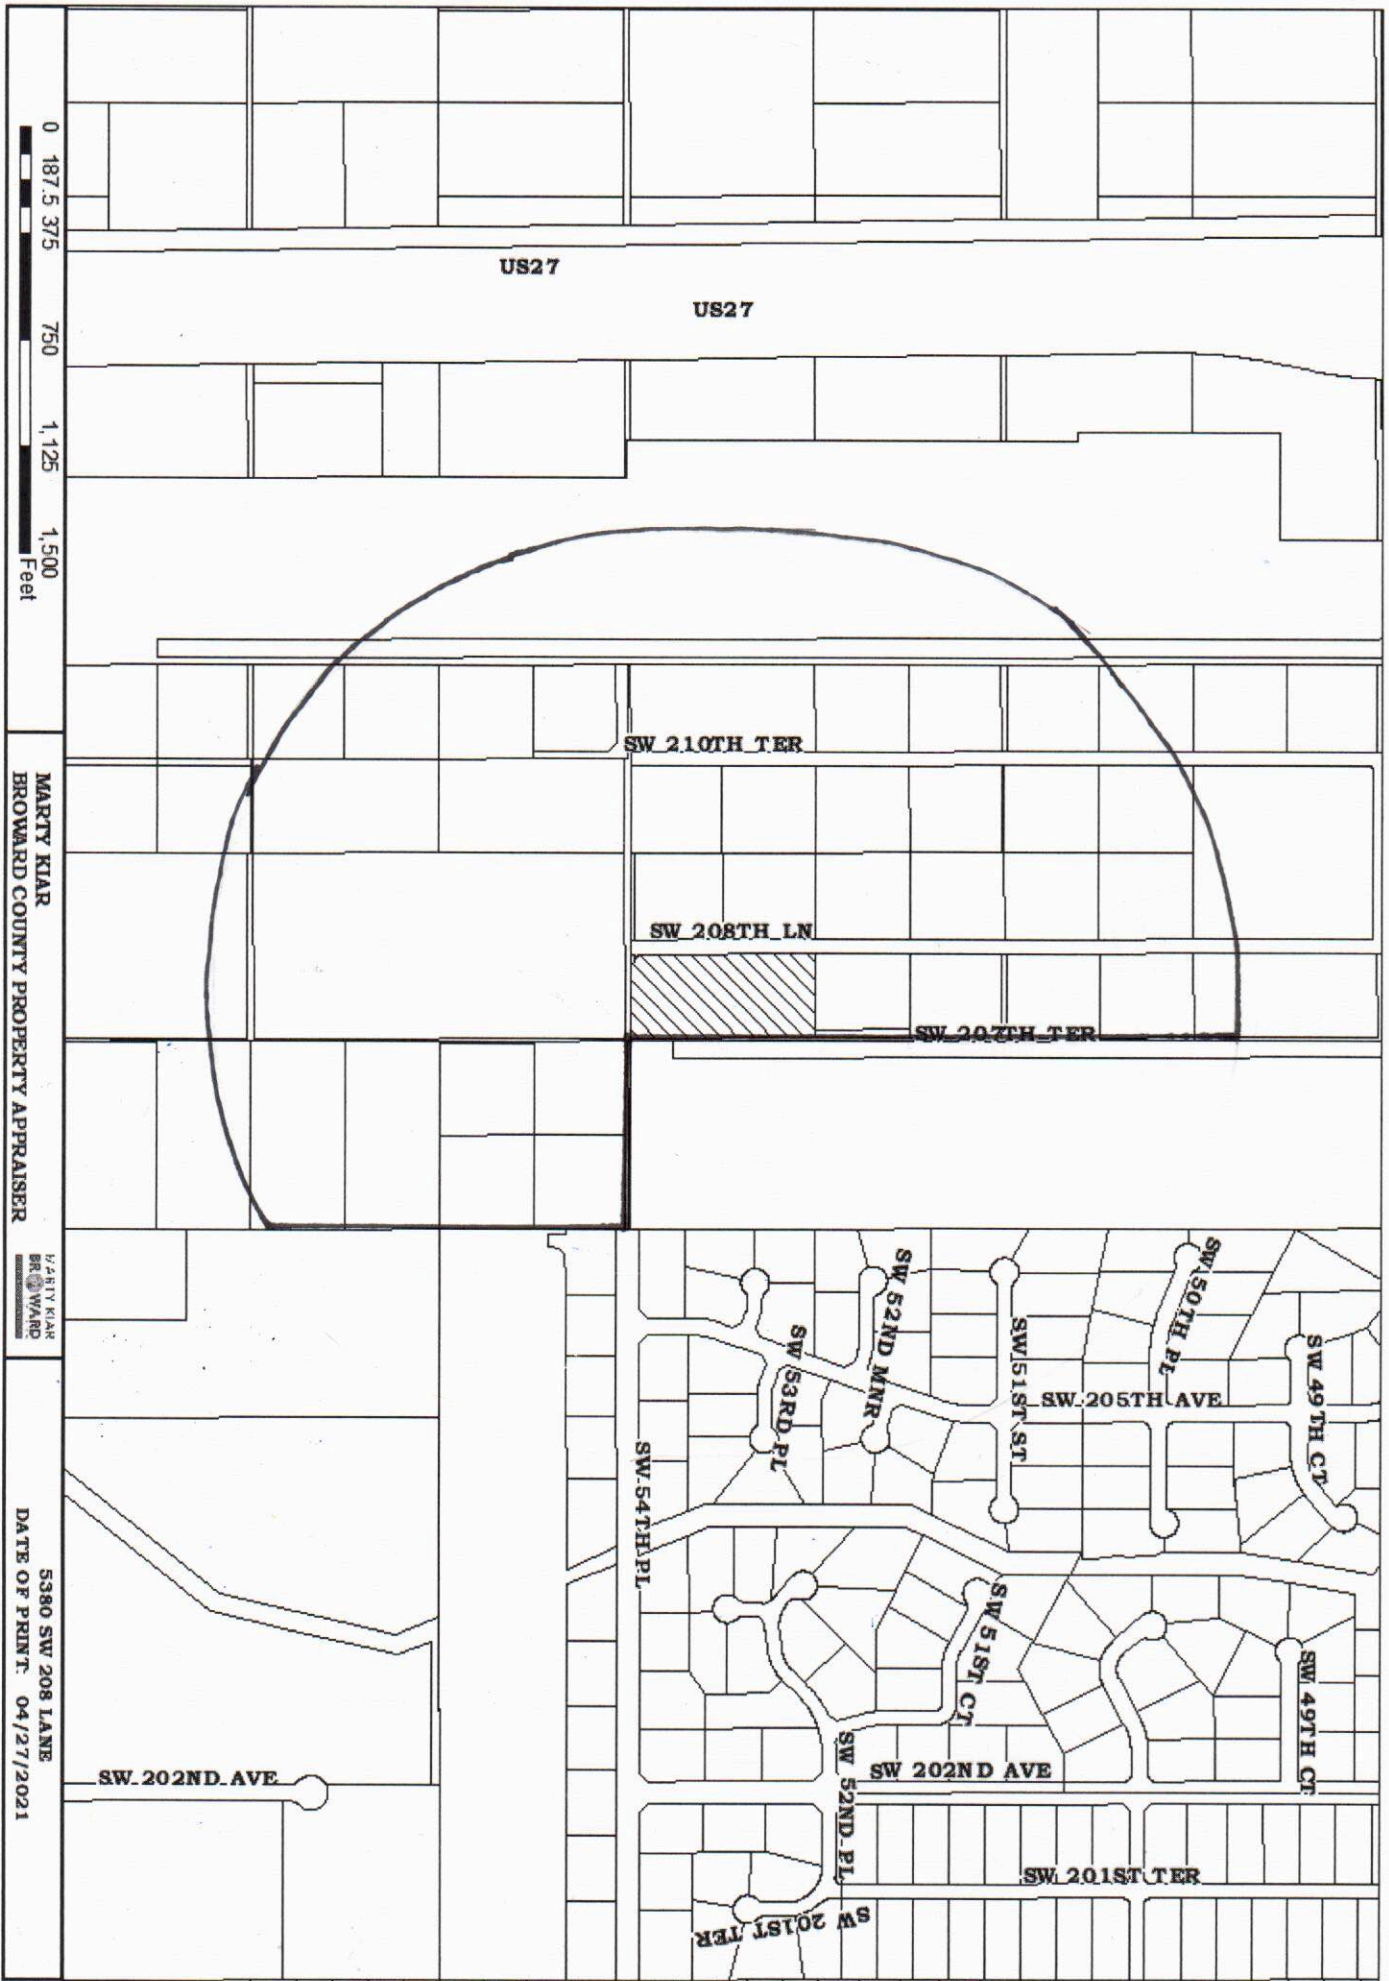 US27
US27
SW 210TH TER
SW 208TH LN
SW 207TH TER
SW 50TH PL
SW 52ND MNR
SW 51ST ST
SW 53RD PL
SW 49TH CT
SW 205TH AVE
SW 54TH PL
SW 51ST CT
SW 49TH CT
SW 202ND AVE
SW 202ND AVE
SW 52ND PL
SW 201ST TER
SW 201ST TER
0 187.5 375 750 1,125 1,500
Feet
MARTY KIAR
BROWARD COUNTY PROPERTY APPRAISER
MARTY KIAR
BROWARD
5380 SW 208 LANE
DATE OF PRINT: 04/27/2021